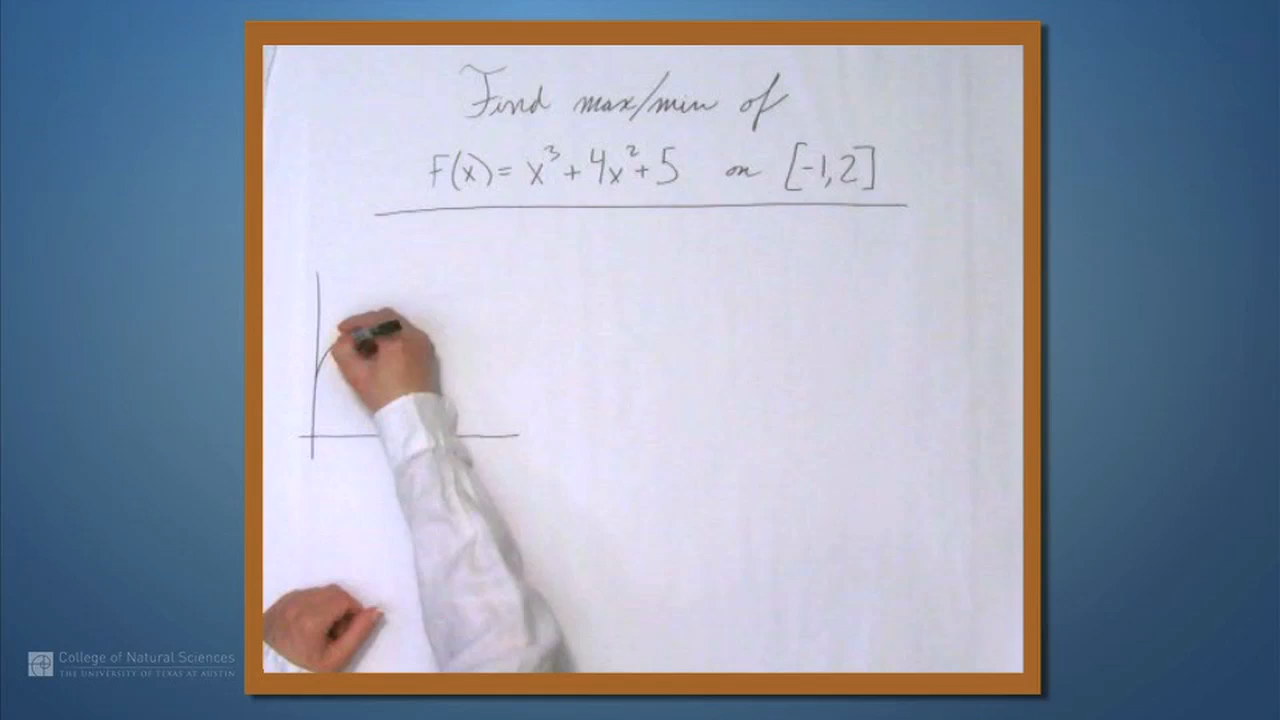 Find max/min of
F(x) = x³ + 4x² + 5 on [-1, 2]
College of Natural Sciences
THE UNIVERSITY OF TEXAS AT AUSTIN